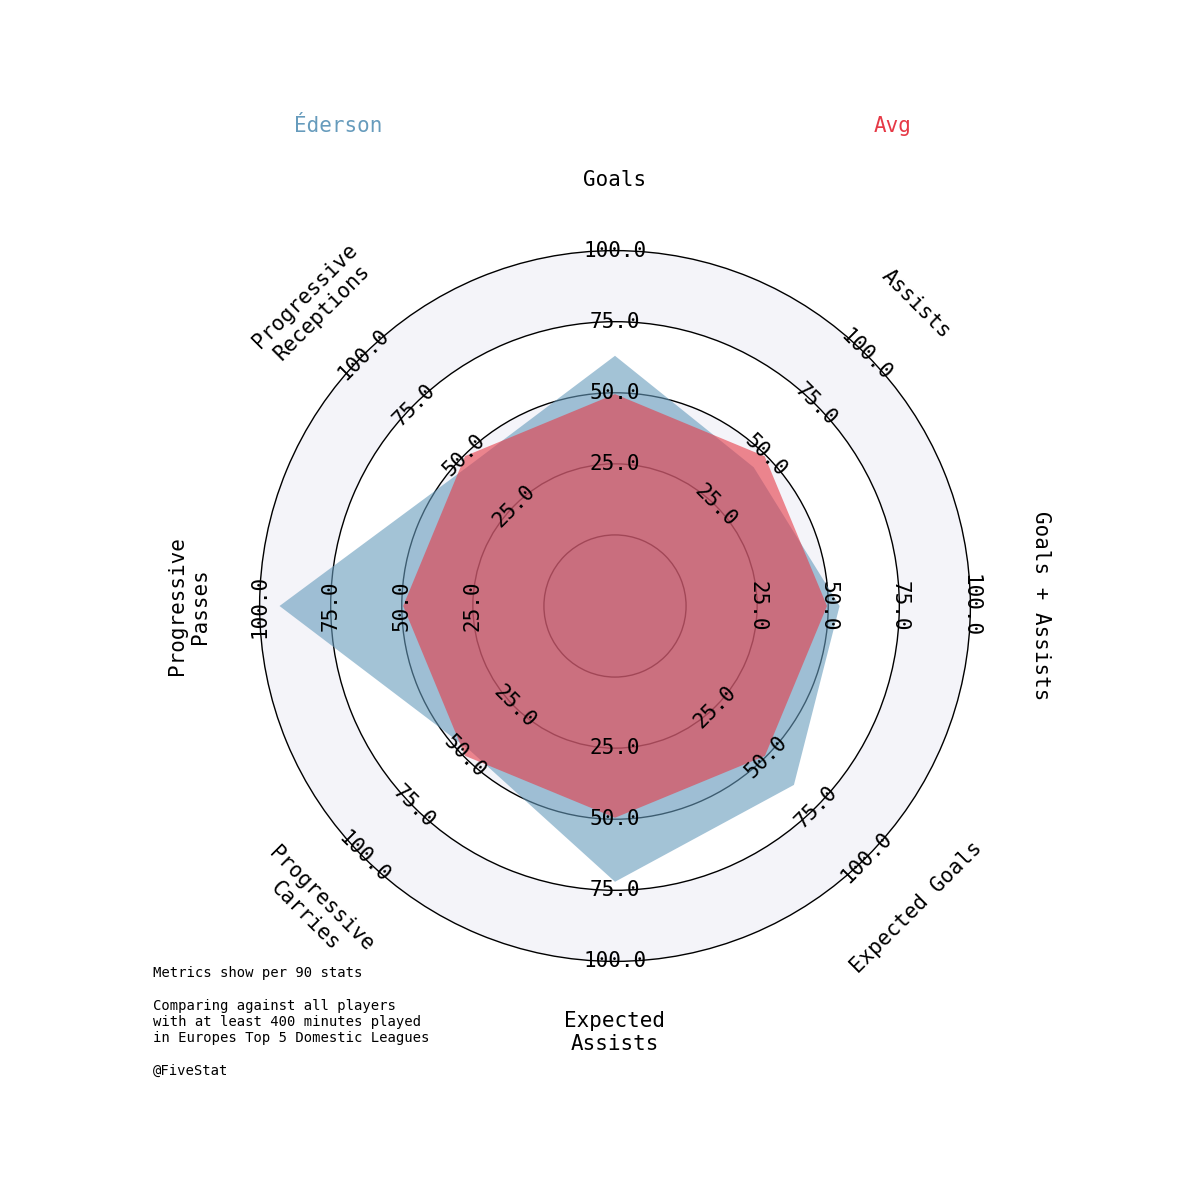 Éderson
Avg
Goals
Assists
Goals + Assists
Expected Goals
Expected
Assists
Progressive
Carries
Progressive
Passes
Progressive
Receptions
25.0
50.0
75.0
100.0
25.0
50.0
75.0
100.0
25.0
50.0
75.0
100.0
25.0
50.0
75.0
100.0
25.0
50.0
75.0
100.0
25.0
50.0
75.0
100.0
25.0
50.0
75.0
100.0
25.0
50.0
75.0
100.0
Metrics show per 90 stats
Comparing against all players
with at least 400 minutes played
in Europes Top 5 Domestic Leagues
@FiveStat